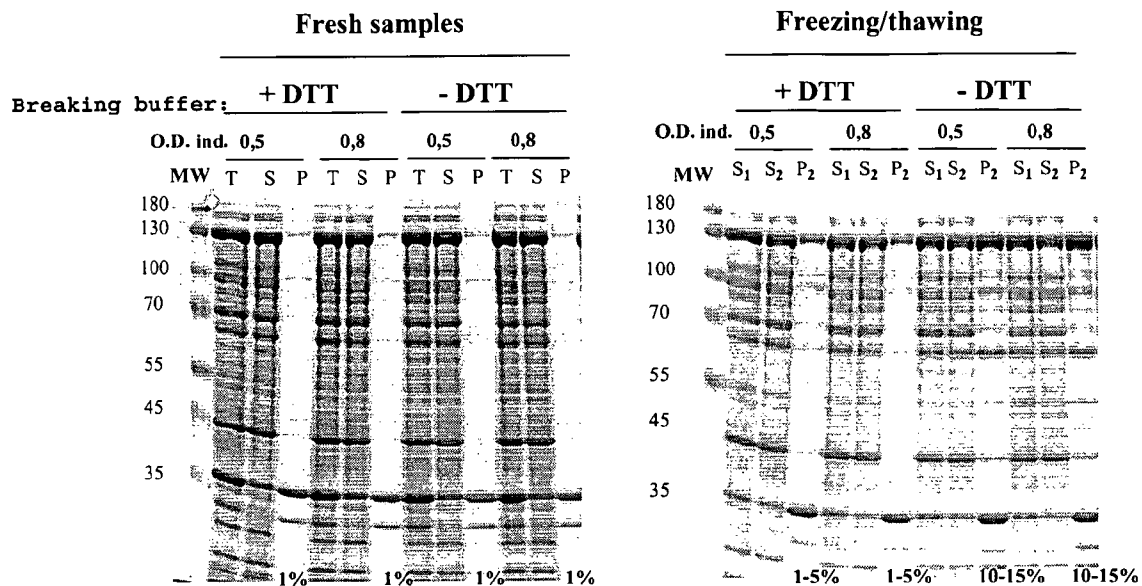 Fresh samples
Breaking buffer: + DTT - DTT
O.D. ind. 0,5 0,8 0,5 0,8
MW T S P T S P T S P T S P
180
130
100
70
55
45
35
1% 1% 1% 1%
Freezing/thawing
+ DTT - DTT
O.D. ind. 0,5 0,8 0,5 0,8
MW S₁ S₂ P₂ S₁ S₂ P₂ S₁ S₂ P₂ S₁ S₂ P₂
180
130
100
70
55
45
35
1-5% 1-5% 10-15% 10-15%